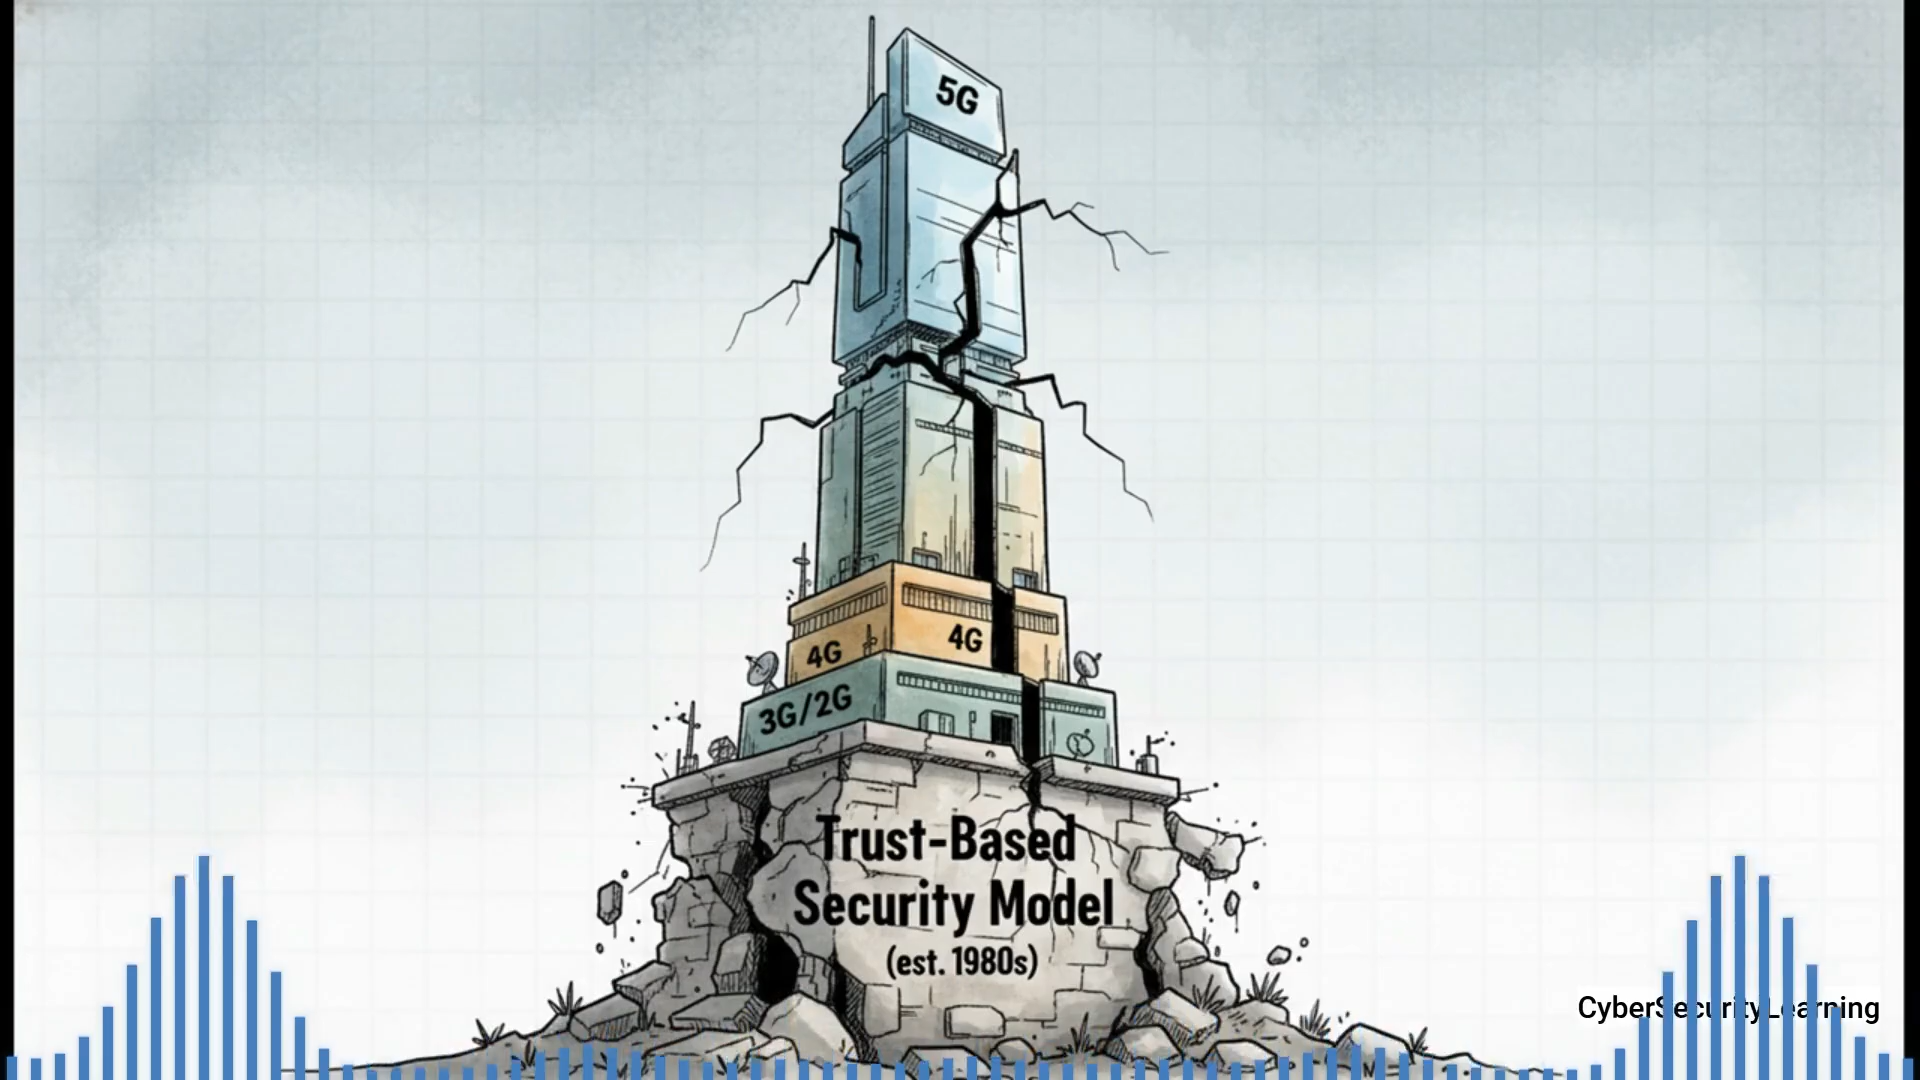 5G
4G 4G
3G/2G
Trust-Based
Security Model
(est. 1980s)
CyberSecurityLearning